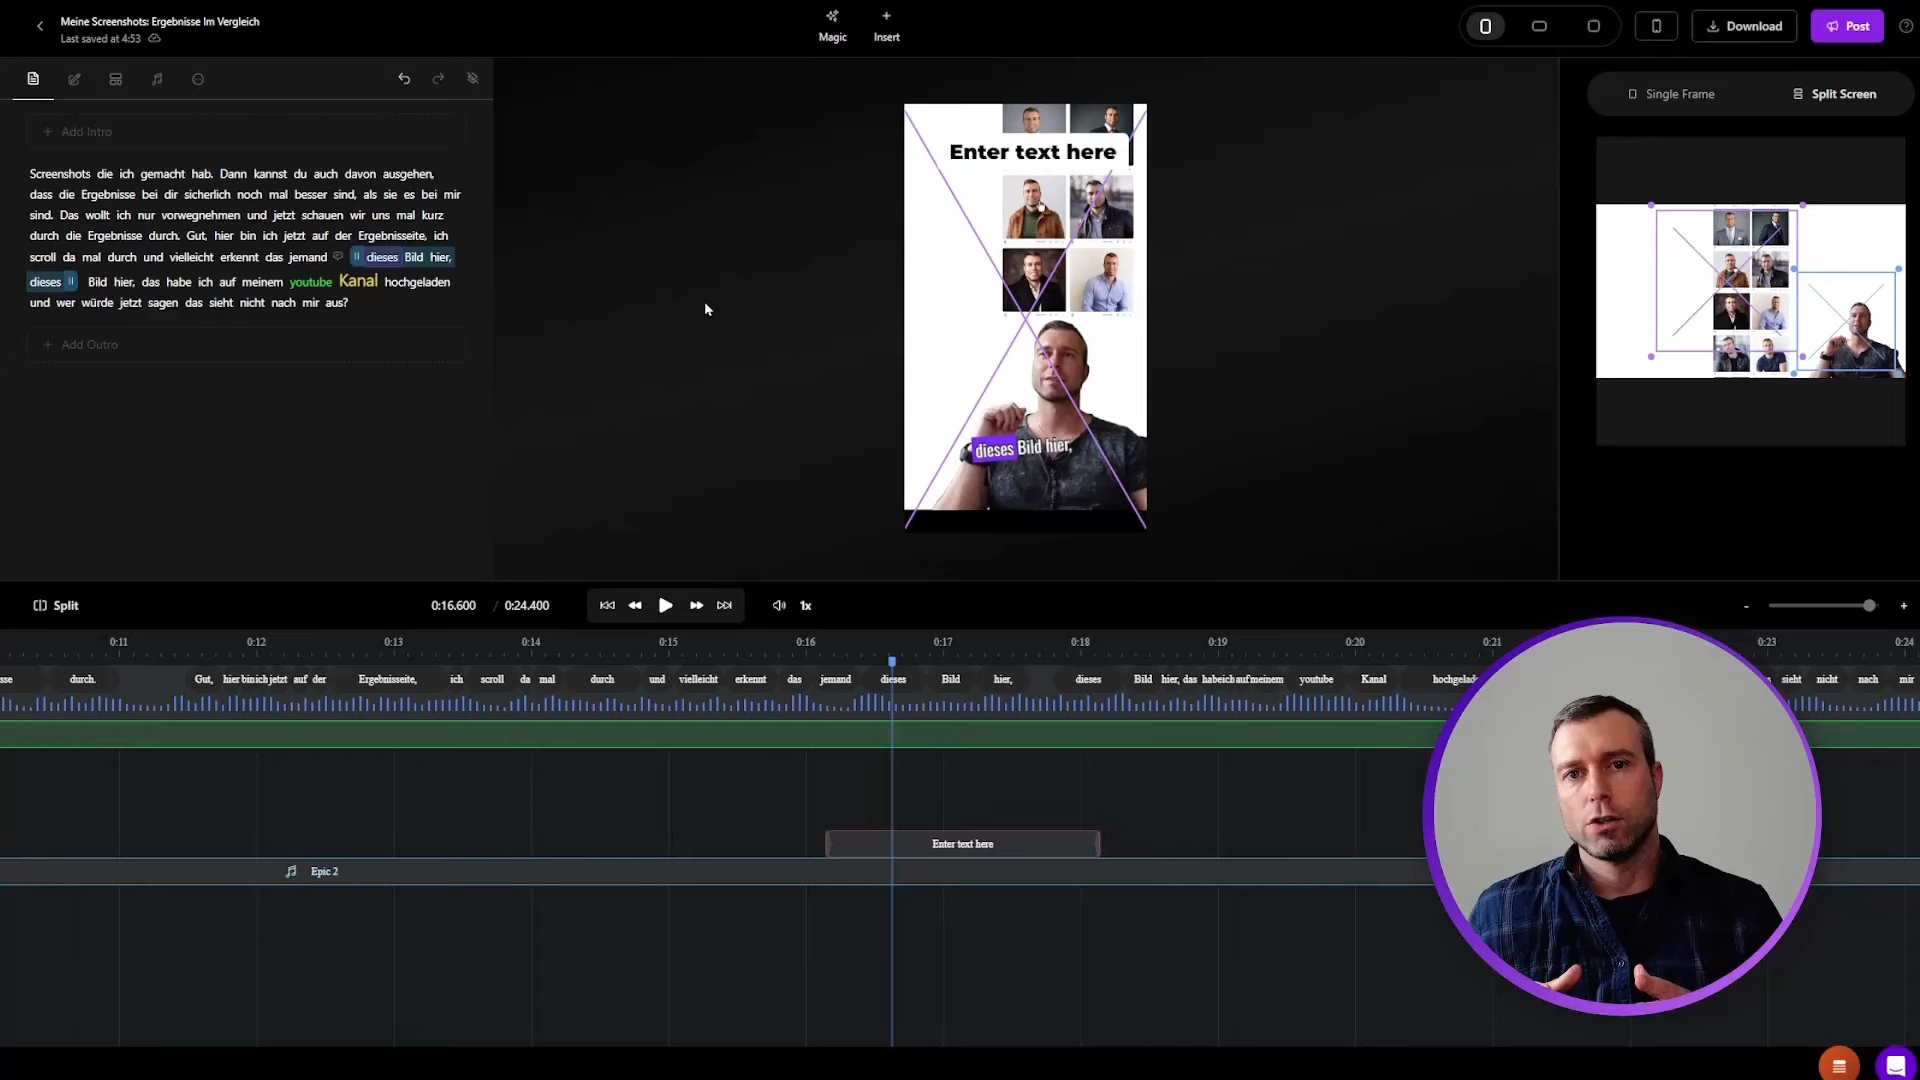 Meine Screenshots: Ergebnisse Im Vergleich
Last saved at 4:53
Magic
Insert
Download
Post
Single Frame
Split Screen
Add Intro
Screenshots die ich gemacht hab. Dann kannst du auch davon ausgehen,
dass die Ergebnisse bei dir sicherlich noch mal besser sind, als sie es bei mir
sind. Das wollt ich nur vorwegnehmen und jetzt schauen wir uns mal kurz
durch die Ergebnisse durch. Gut, hier bin ich jetzt auf der Ergebnisseite, ich
scroll da mal durch und vielleicht erkennt das jemand dieses Bild hier,
dieses Bild hier, das habe ich auf meinem youtube Kanal hochgeladen
und wer würde jetzt sagen das sieht nicht nach mir aus?
Add Outro
Enter text here
dieses Bild hier,
Split
0:16.600 / 0:24.400
1x
- +
0:11 0:12 0:13 0:14 0:15 0:16 0:17 0:18 0:19 0:20 0:21 0:23 0:24
sse durch. Gut, hier bin ich jetzt auf der Ergebnisseite, ich scroll da mal durch und vielleicht erkennt das jemand dieses Bild hier, dieses Bild hier, das habeich aufmeinem youtube Kanal hochgelade sieht nicht nach mir
Enter text here
Epic 2